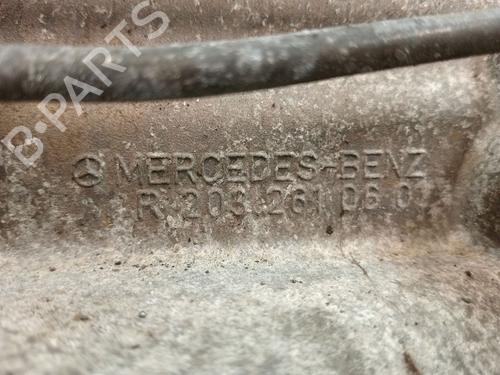 B-PARTS
MERCEDES-BENZ
R 203 261 06 01